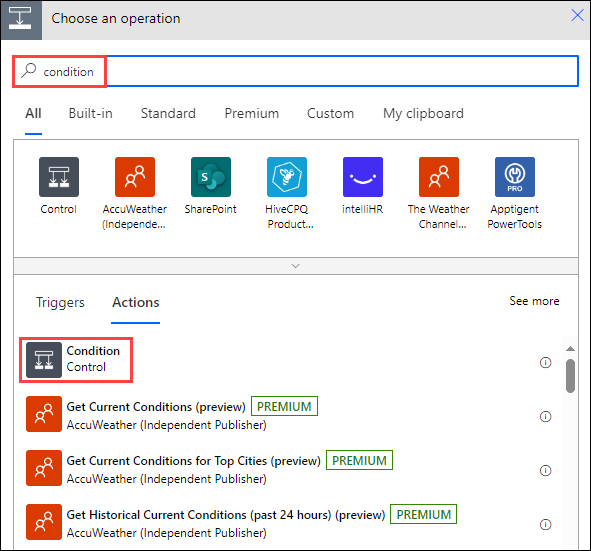 Choose an operation
condition
All Built-in Standard Premium Custom My clipboard
Control AccuWeather SharePoint HiveCPQ intelliHR The Weather Apptigent
(Independe... Product... Channel... PowerTools
PRO
Triggers Actions See more
Condition
Control
Get Current Conditions (preview) PREMIUM
AccuWeather (Independent Publisher)
Get Current Conditions for Top Cities (preview) PREMIUM
AccuWeather (Independent Publisher)
Get Historical Current Conditions (past 24 hours) (preview) PREMIUM
AccuWeather (Independent Publisher)